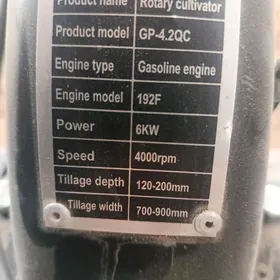 Product name Rotary cultivator
Product model GP-4.2QC
Engine type Gasoline engine
Engine model 192F
Power 6KW
Speed 4000rpm
Tillage depth 120-200mm
Tillage width 700-900mm